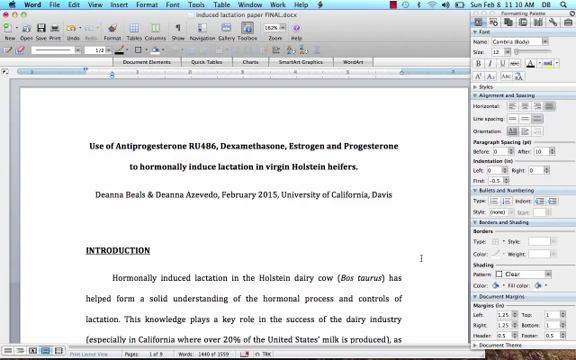 Word File Edit View Insert Format Font Tools Table Window Help Sun Feb 8 11:10 AM DB
induced lactation paper FINAL.docx
New Open Save Print Undo Redo Format Tables Columns Show Navigation Gallery Toolbox Zoom Help
162%
1/2
Document Elements Quick Tables Charts SmartArt Graphics WordArt
Use of Antiprogesterone RU486, Dexamethasone, Estrogen and Progesterone
to hormonally induce lactation in virgin Holstein heifers.
Deanna Beals & Deanna Azevedo, February 2015, University of California, Davis
INTRODUCTION
Hormonally induced lactation in the Holstein dairy cow (Bos taurus) has
helped form a solid understanding of the hormonal process and controls of
lactation. This knowledge plays a key role in the success of the dairy industry
(especially in California where over 20% of the United States' milk is produced), as
Print Layout View Page 1 of 9 Words: 1440 of 1559 TRK
Formatting Palette
Font
Name: Cambria (Body)
Size: 12
Styles
Alignment and Spacing
Horizontal:
Line spacing:
Orientation:
Paragraph Spacing (pt)
Before: 0 After: 10
Indentation (in)
Left: 0 Right: 0
First: -0.5
Bullets and Numbering
Type: Indent:
Style: (none) Start:
Borders and Shading
Borders
Type: Style:
Color: Weight:
Shading
Pattern: Clear
Color: Fill color:
Document Margins
Margins (in)
Left: 1.25 Top: 1
Right: 1.25 Bottom: 1
Header: 0.5 Footer: 0.5
Document Theme